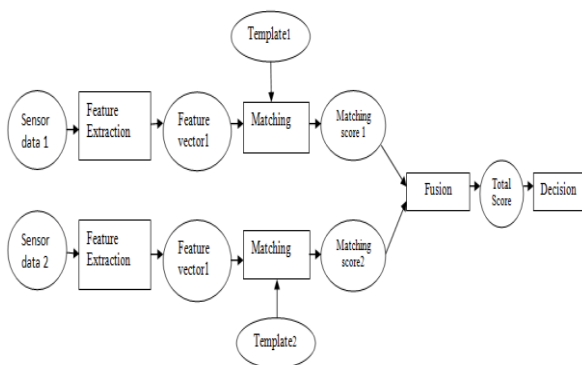 Template1
Sensor
data 1
Feature
Extraction
Feature
vector1
Matching
Matching
score 1
Fusion
Total
Score
Decision
Sensor
data 2
Feature
Extraction
Feature
vector1
Matching
Matching
score2
Template2